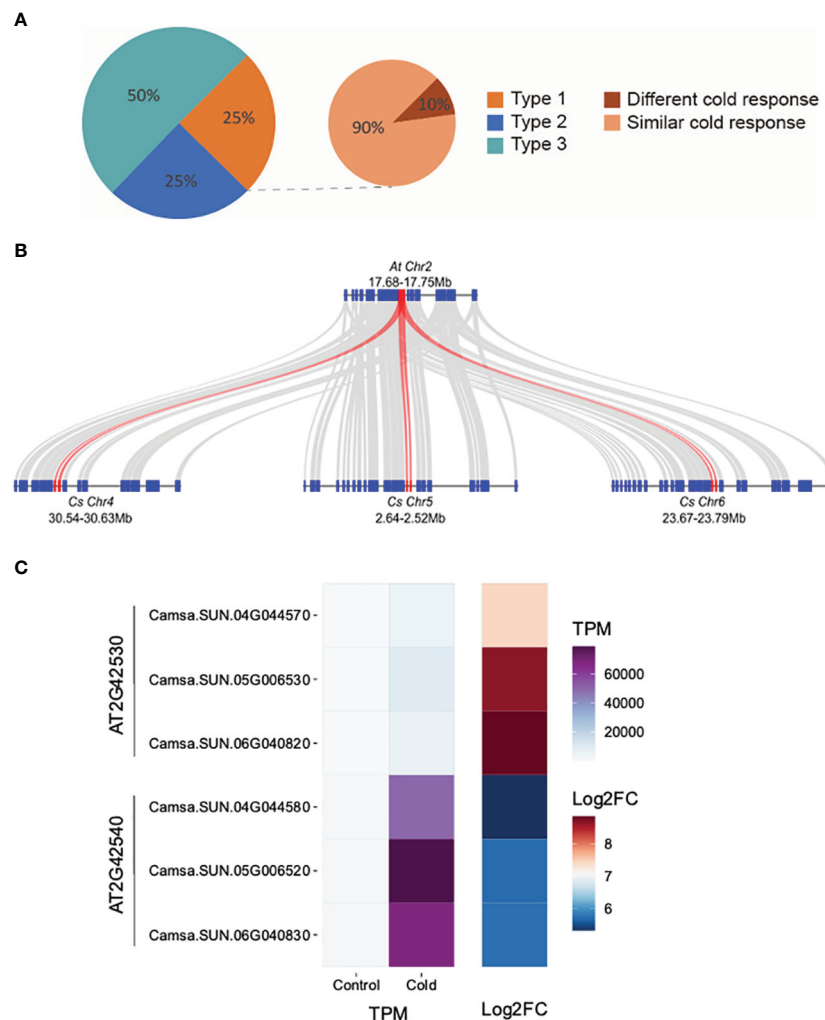 A
50%
25%
25%
90%
10%
Type 1
Type 2
Type 3
Different cold response
Similar cold response
B
At Chr2
17.68-17.75Mb
Cs Chr4
30.54-30.63Mb
Cs Chr5
2.64-2.52Mb
Cs Chr6
23.67-23.79Mb
C
AT2G42530
AT2G42540
Camsa.SUN.04G044570
Camsa.SUN.05G006530
Camsa.SUN.06G040820
Camsa.SUN.04G044580
Camsa.SUN.05G006520
Camsa.SUN.06G040830
Control
Cold
TPM
Log2FC
TPM
60000
20000
Log2FC
8
7
6